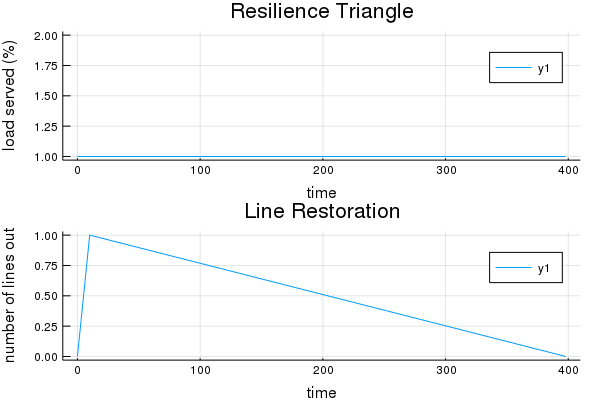 Resilience Triangle
load served (%)
2.00
1.75
1.50
1.25
1.00
y1
0 100 200 300 400
time
Line Restoration
number of lines out
1.00
0.75
0.50
0.25
0.00
y1
0 100 200 300 400
time